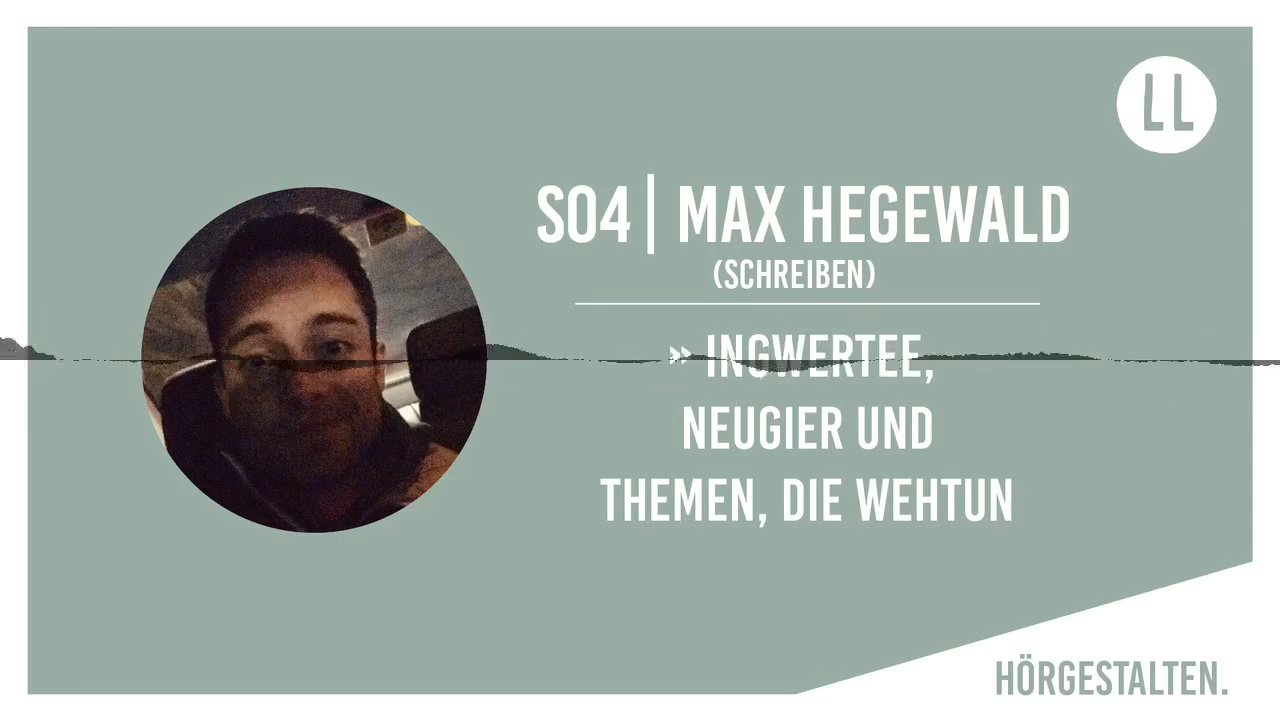 LL
S04| MAX HEGEWALD
(SCHREIBEN)
» INGWERTEE,
NEUGIER UND
THEMEN, DIE WEHTUN
HÖRGESTALTEN.